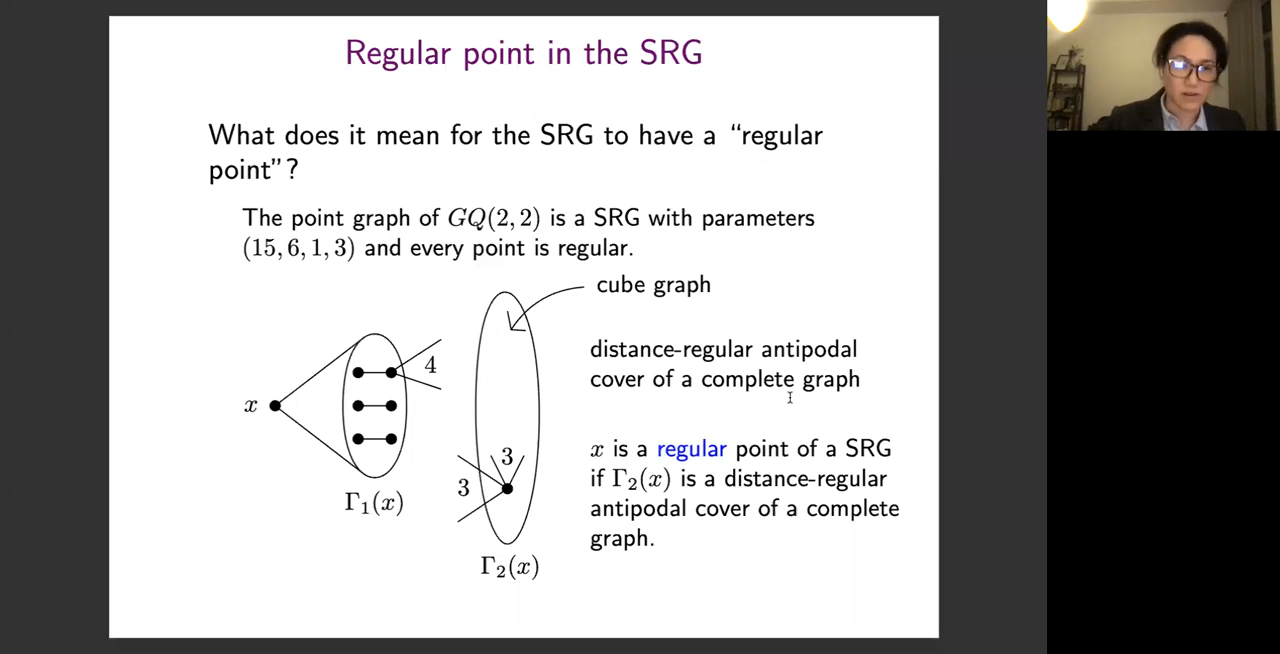 Regular point in the SRG
What does it mean for the SRG to have a “regular
point”?
The point graph of GQ(2, 2) is a SRG with parameters
(15, 6, 1, 3) and every point is regular.
cube graph
distance-regular antipodal
cover of a complete graph
4
x
3
3
Γ₁(x)
Γ₂(x)
x is a regular point of a SRG
if Γ₂(x) is a distance-regular
antipodal cover of a complete
graph.